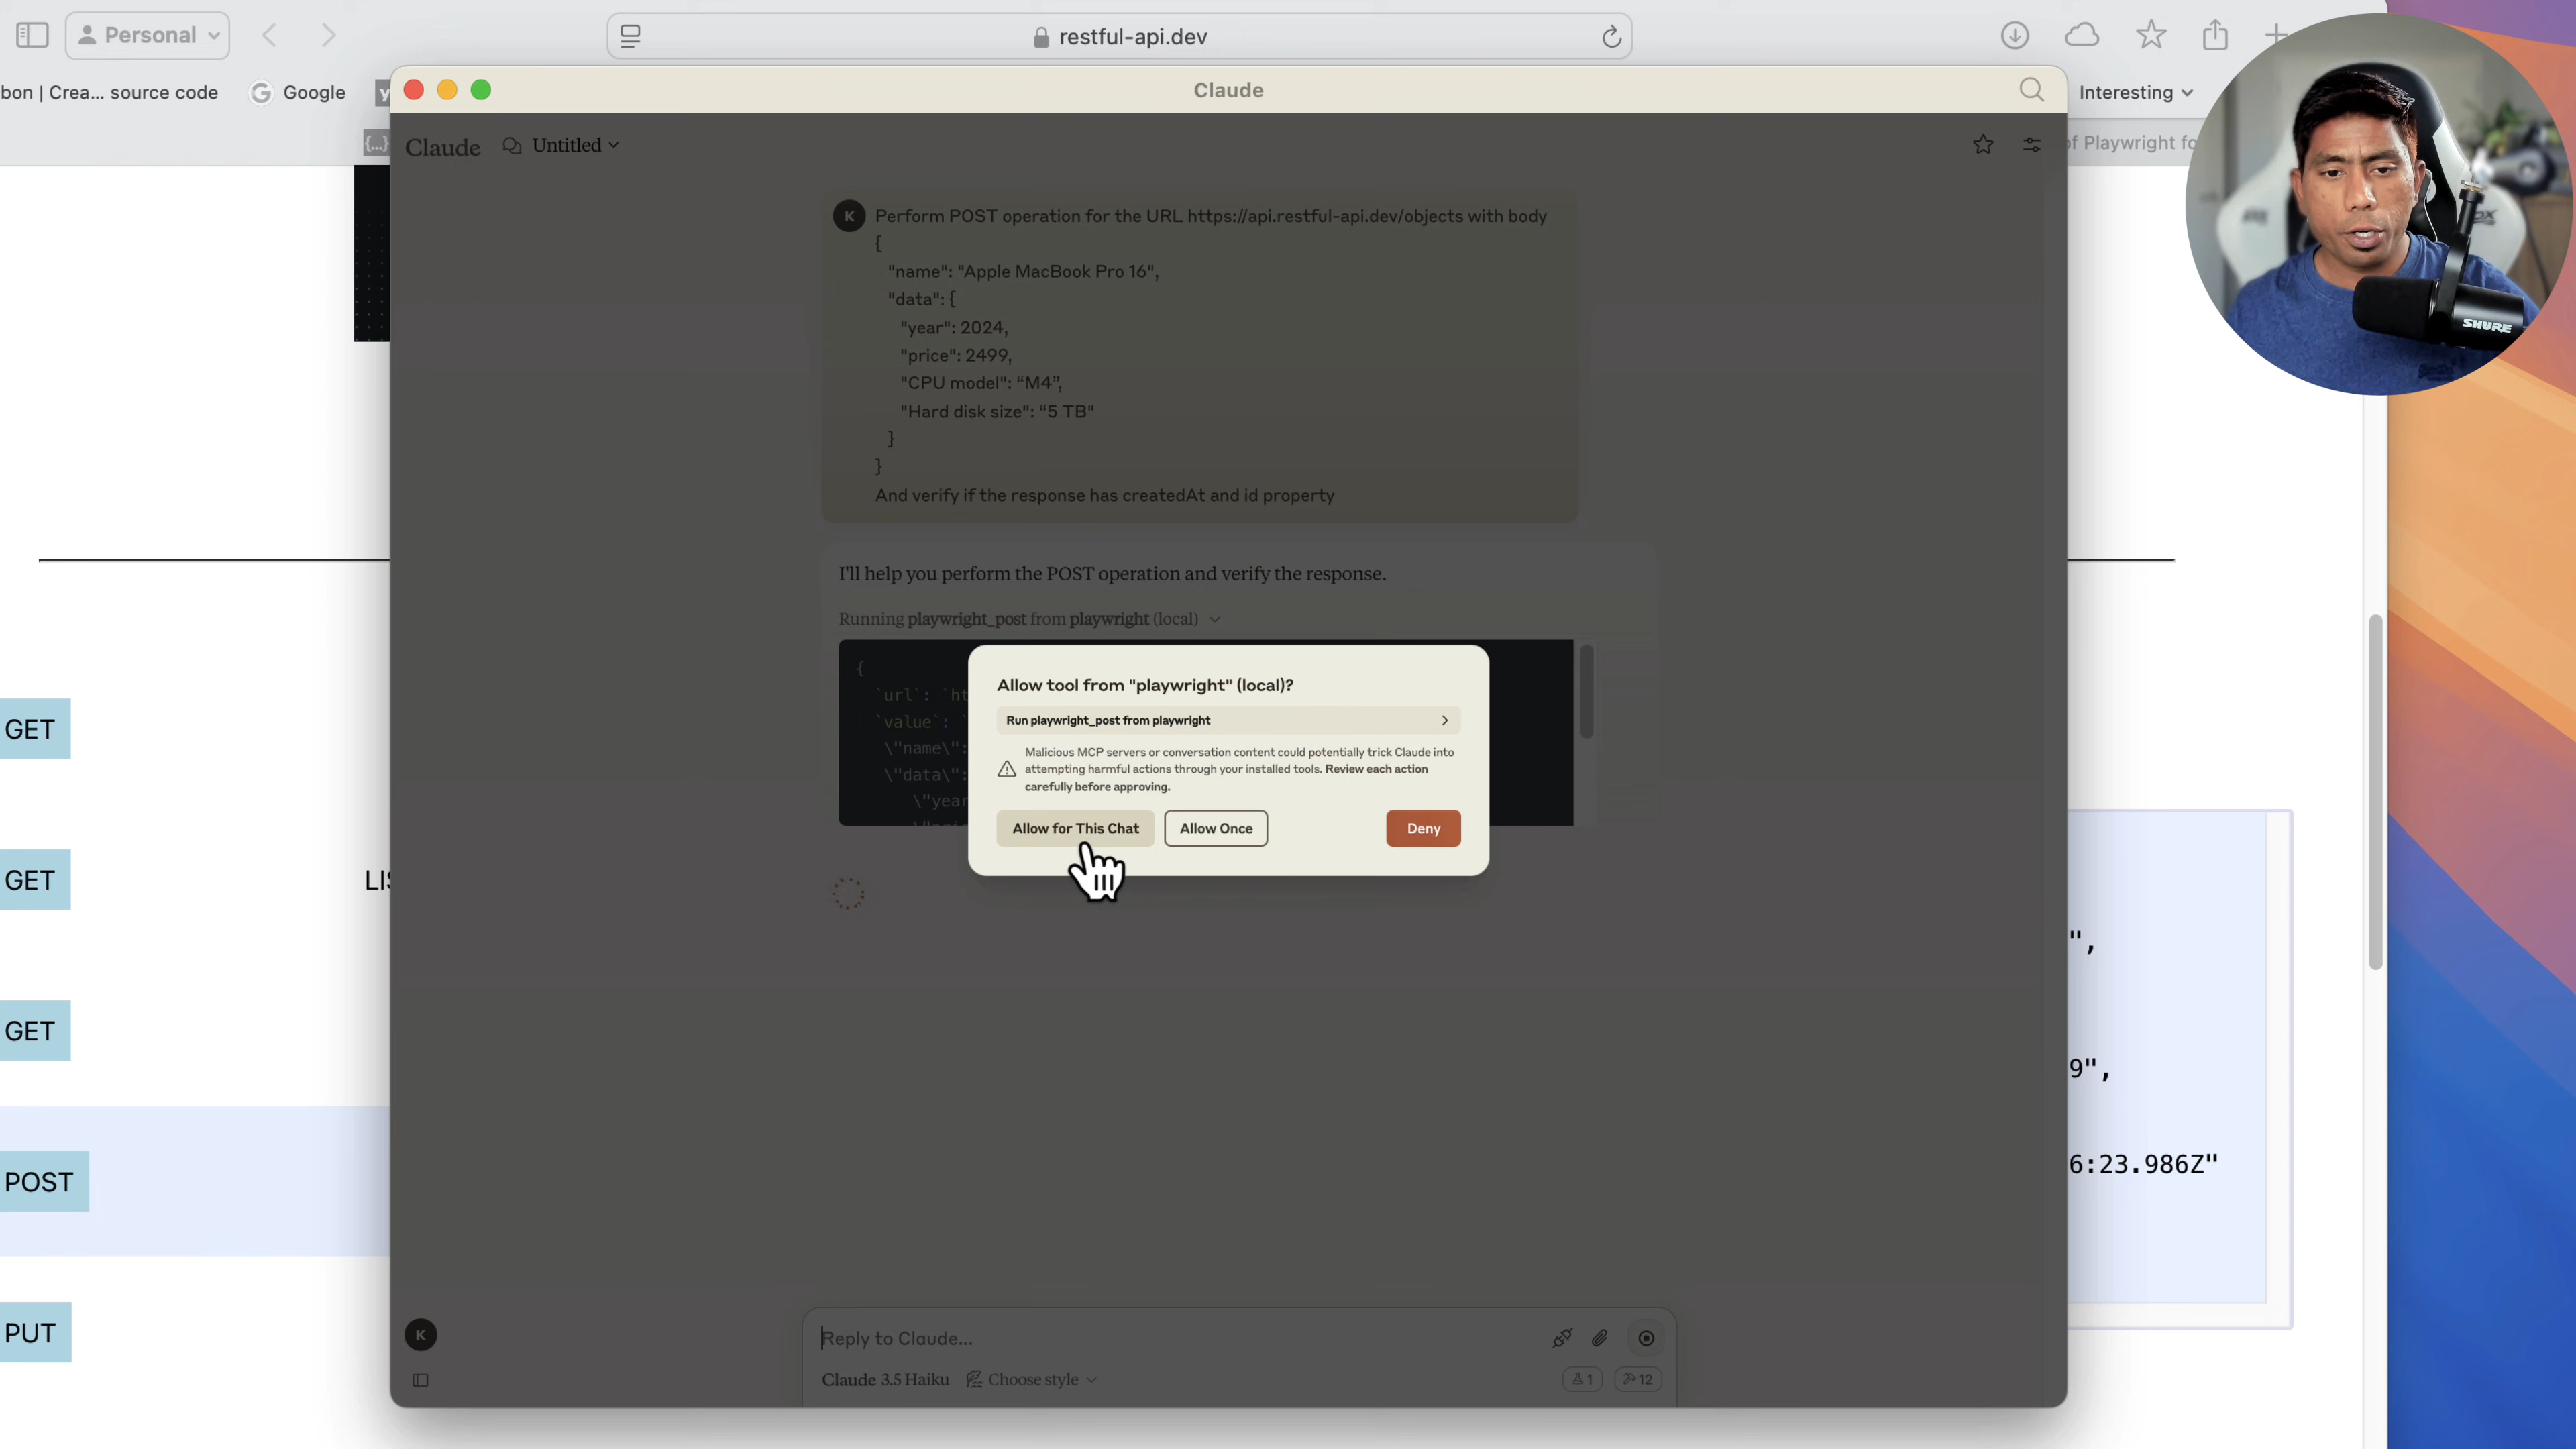 Personal
restful-api.dev
bon | Crea... source code
Google
y
Claude
Interesting
{...}
Claude
Untitled
of Playwright fo
K
Perform POST operation for the URL https://api.restful-api.dev/objects with body
{
"name": "Apple MacBook Pro 16",
"data": {
"year": 2024,
"price": 2499,
"CPU model": “M4”,
"Hard disk size": “5 TB"
}
}
And verify if the response has createdAt and id property
I'll help you perform the POST operation and verify the response.
Running playwright_post from playwright (local)
{
`url`: `ht
`value`: `
\"name\":
\"data\":
\"year
Allow tool from "playwright" (local)?
Run playwright_post from playwright
Malicious MCP servers or conversation content could potentially trick Claude into
attempting harmful actions through your installed tools. Review each action
carefully before approving.
Allow for This Chat
Allow Once
Deny
GET
GET
LIS
GET
POST
PUT
",
9",
6:23.986Z"
K
Reply to Claude...
Claude 3.5 Haiku
Choose style
1
12
SHURE